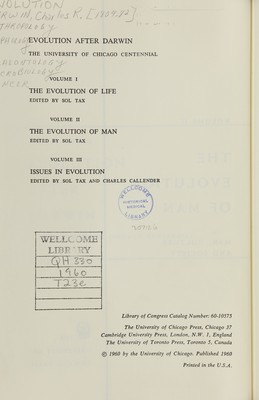 EVOLUTION AFTER DARWIN
THE UNIVERSITY OF CHICAGO CENTENNIAL
VOLUME I
THE EVOLUTION OF LIFE
EDITED BY SOL TAX
VOLUME II
THE EVOLUTION OF MAN
EDITED BY SOL TAX
VOLUME III
ISSUES IN EVOLUTION
EDITED BY SOL TAX AND CHARLES CALLENDER
WELLCOME
HISTORICAL
MEDICAL
LIBRARY
WELLCOME
LIBRARY
QH 330
1960
T23e
Library of Congress Catalog Number: 60-10575
The University of Chicago Press, Chicago 37
Cambridge University Press, London, N.W. 1, England
The University of Toronto Press, Toronto 5, Canada
© 1960 by the University of Chicago. Published 1960
Printed in the U.S.A.